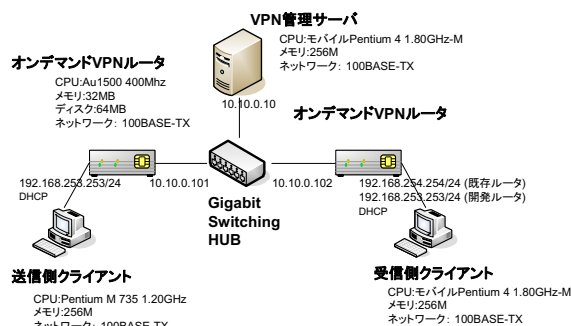 VPN管理サーバ
CPU:モバイルPentium 4 1.80GHz-M
メモリ:256M
ネットワーク: 100BASE-TX
オンデマンドVPNルータ
CPU:Au1500 400Mhz
メモリ:32MB
ディスク:64MB
ネットワーク: 100BASE-TX
10.10.0.10
オンデマンドVPNルータ
192.168.253.253/24
DHCP
10.10.0.101
Gigabit
Switching
HUB
10.10.0.102
192.168.254.254/24 (既存ルータ)
192.168.253.253/24 (開発ルータ)
DHCP
送信側クライアント
CPU:Pentium M 735 1.20GHz
メモリ:256M
ネットワーク: 100BASE-TX
受信側クライアント
CPU:モバイルPentium 4 1.80GHz-M
メモリ:256M
ネットワーク: 100BASE-TX